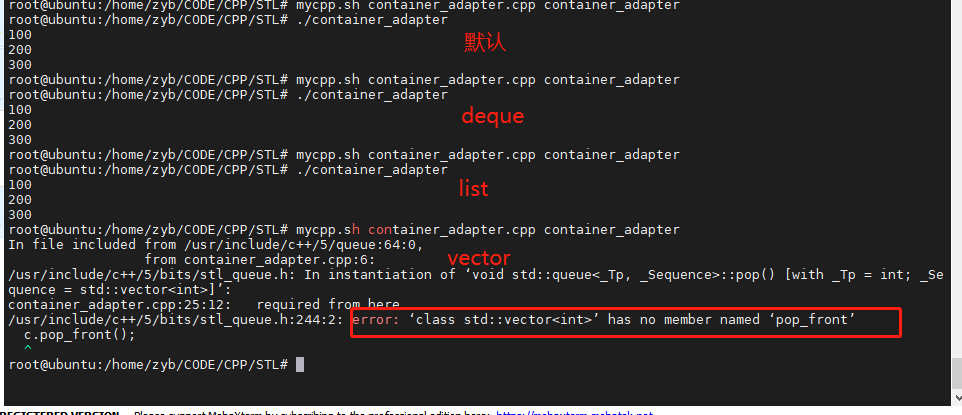 root@ubuntu:/home/zyb/CODE/CPP/STL# mycpp.sh container_adapter.cpp container_adapter
root@ubuntu:/home/zyb/CODE/CPP/STL# ./container_adapter
100
默认
200
300
root@ubuntu:/home/zyb/CODE/CPP/STL# mycpp.sh container_adapter.cpp container_adapter
root@ubuntu:/home/zyb/CODE/CPP/STL# ./container_adapter
100
deque
200
300
root@ubuntu:/home/zyb/CODE/CPP/STL# mycpp.sh container_adapter.cpp container_adapter
root@ubuntu:/home/zyb/CODE/CPP/STL# ./container_adapter
100
list
200
300
root@ubuntu:/home/zyb/CODE/CPP/STL# mycpp.sh container_adapter.cpp container_adapter
In file included from /usr/include/c++/5/queue:64:0,
                 from container_adapter.cpp:6:
vector
/usr/include/c++/5/bits/stl_queue.h: In instantiation of ‘void std::queue<_Tp, _Sequence>::pop() [with _Tp = int; _Se
quence = std::vector<int>]’:
container_adapter.cpp:25:12:   required from here
/usr/include/c++/5/bits/stl_queue.h:244:2: error: ‘class std::vector<int>’ has no member named ‘pop_front’
  c.pop_front();
  ^
root@ubuntu:/home/zyb/CODE/CPP/STL#